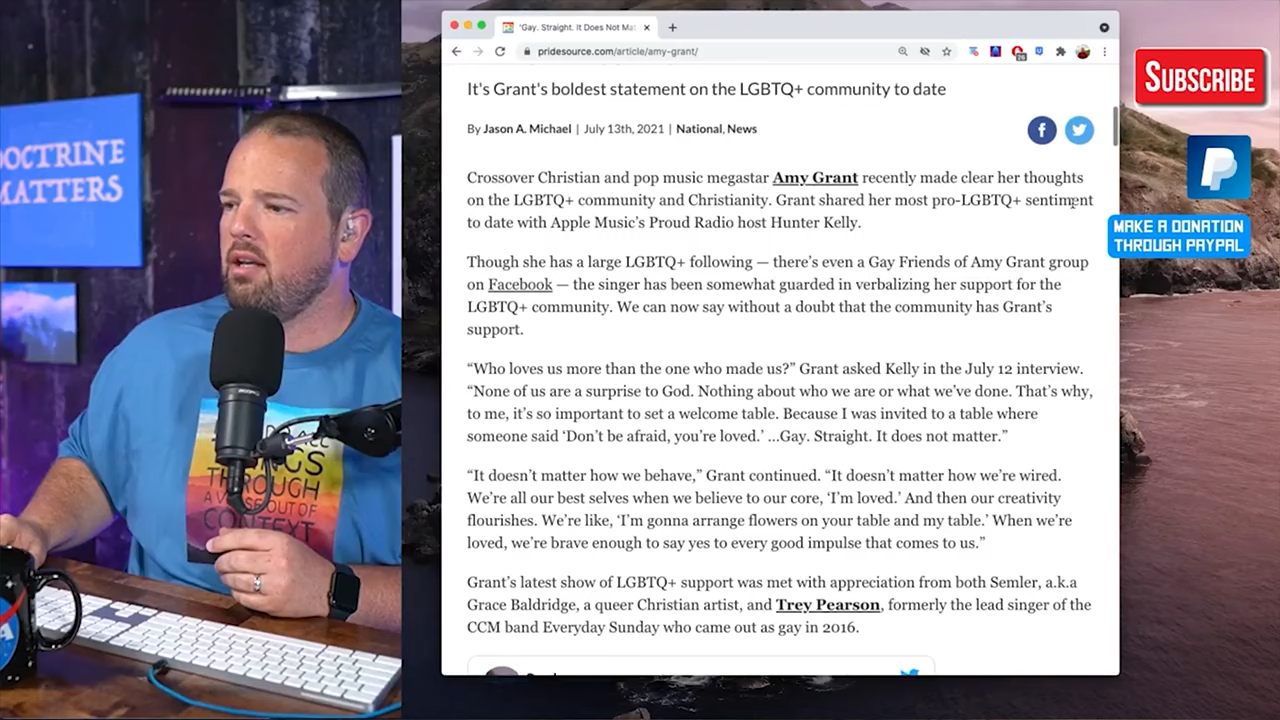 DOCTRINE
MATTERS
THINGS
THROUGH
A VERSE OUT OF
CONTEXT
"Gay. Straight. It Does Not Mat
pridesource.com/article/amy-grant/
It's Grant's boldest statement on the LGBTQ+ community to date
By Jason A. Michael | July 13th, 2021 | National, News
Crossover Christian and pop music megastar Amy Grant recently made clear her thoughts
on the LGBTQ+ community and Christianity. Grant shared her most pro-LGBTQ+ sentiment
to date with Apple Music's Proud Radio host Hunter Kelly.
Though she has a large LGBTQ+ following — there's even a Gay Friends of Amy Grant group
on Facebook — the singer has been somewhat guarded in verbalizing her support for the
LGBTQ+ community. We can now say without a doubt that the community has Grant's
support.
“Who loves us more than the one who made us?” Grant asked Kelly in the July 12 interview.
“None of us are a surprise to God. Nothing about who we are or what we've done. That's why,
to me, it's so important to set a welcome table. Because I was invited to a table where
someone said ‘Don't be afraid, you're loved.’ …Gay. Straight. It does not matter.”
“It doesn't matter how we behave,” Grant continued. “It doesn't matter how we're wired.
We're all our best selves when we believe to our core, ‘I'm loved.’ And then our creativity
flourishes. We're like, ‘I'm gonna arrange flowers on your table and my table.’ When we're
loved, we're brave enough to say yes to every good impulse that comes to us.”
Grant's latest show of LGBTQ+ support was met with appreciation from both Semler, a.k.a
Grace Baldridge, a queer Christian artist, and Trey Pearson, formerly the lead singer of the
CCM band Everyday Sunday who came out as gay in 2016.
SUBSCRIBE
MAKE A DONATION
THROUGH PAYPAL